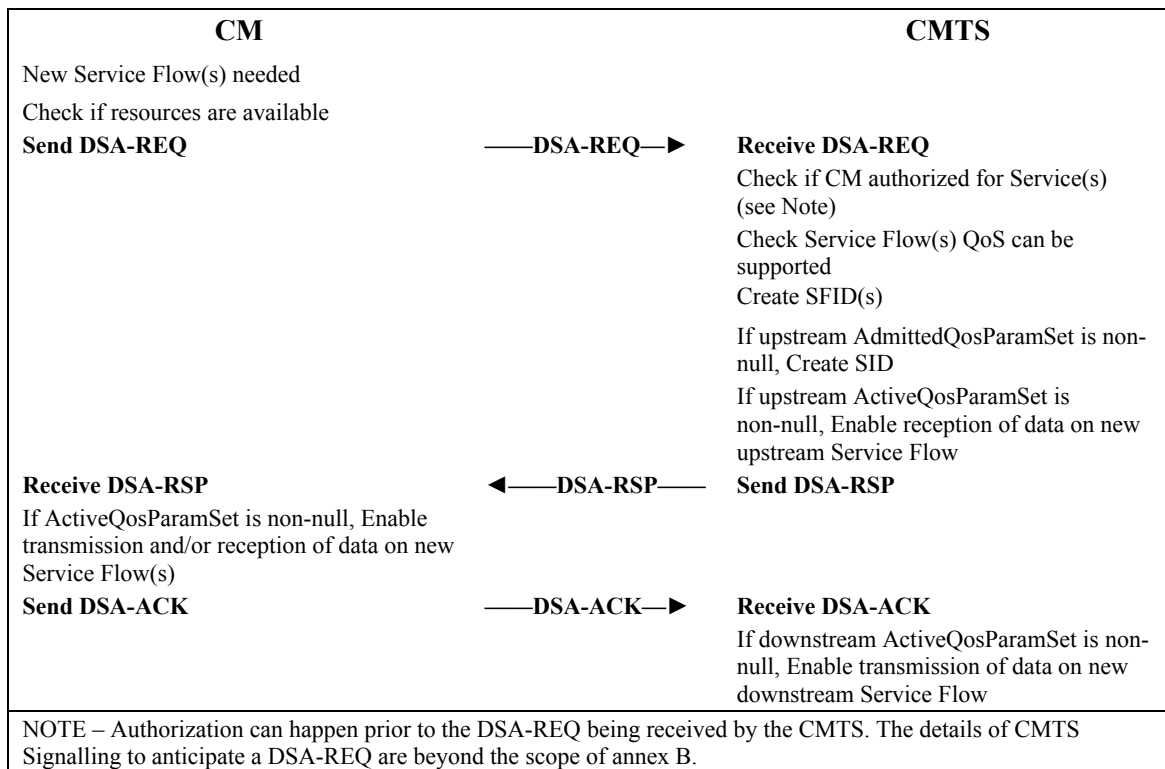 CM CMTS
New Service Flow(s) needed
Check if resources are available
Send DSA-REQ ——DSA-REQ—► Receive DSA-REQ
Check if CM authorized for Service(s)
(see Note)
Check Service Flow(s) QoS can be
supported
Create SFID(s)
If upstream AdmittedQosParamSet is non-
null, Create SID
If upstream ActiveQosParamSet is
non-null, Enable reception of data on new
upstream Service Flow
Receive DSA-RSP ◄——DSA-RSP—— Send DSA-RSP
If ActiveQosParamSet is non-null, Enable
transmission and/or reception of data on new
Service Flow(s)
Send DSA-ACK ——DSA-ACK—► Receive DSA-ACK
If downstream ActiveQosParamSet is non-
null, Enable transmission of data on new
downstream Service Flow
NOTE – Authorization can happen prior to the DSA-REQ being received by the CMTS. The details of CMTS
Signalling to anticipate a DSA-REQ are beyond the scope of annex B.